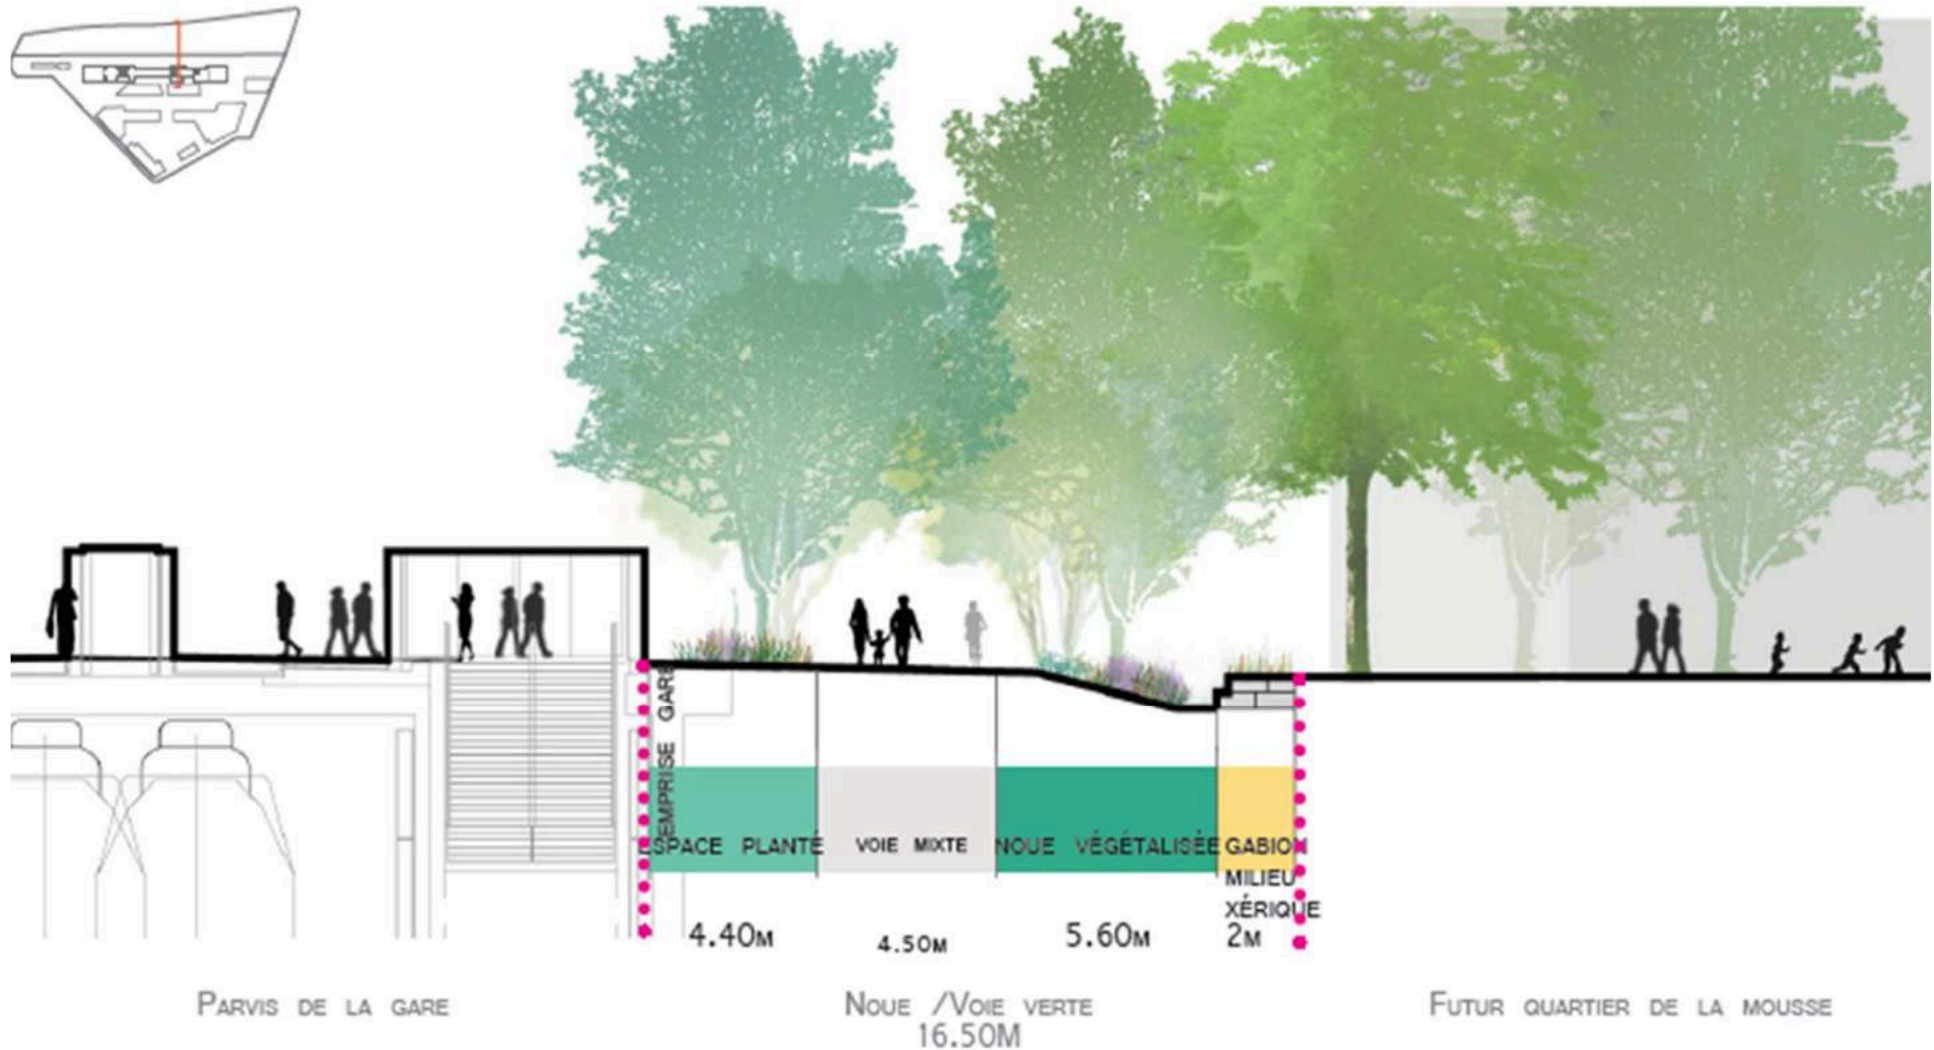 EMPRISE GARE
ESPACE PLANTÉ
VOIE MIXTE
NOUE VÉGÉTALISÉE
GABION
MILIEU
XÉRIQUE
4.40M
4.50M
5.60M
2M
PARVIS DE LA GARE
NOUE /VOIE VERTE
16.50M
FUTUR QUARTIER DE LA MOUSSE